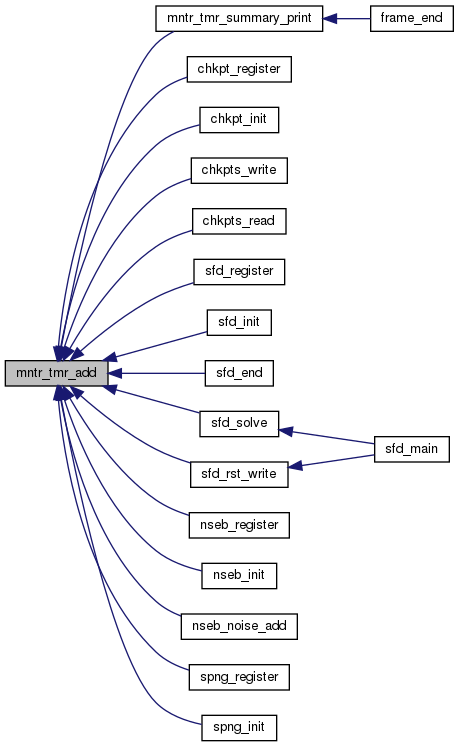 mntr_tmr_summary_print
frame_end
chkpt_register
chkpt_init
chkpts_write
chkpts_read
sfd_register
sfd_init
mntr_tmr_add
sfd_end
sfd_solve
sfd_main
sfd_rst_write
nseb_register
nseb_init
nseb_noise_add
spng_register
spng_init